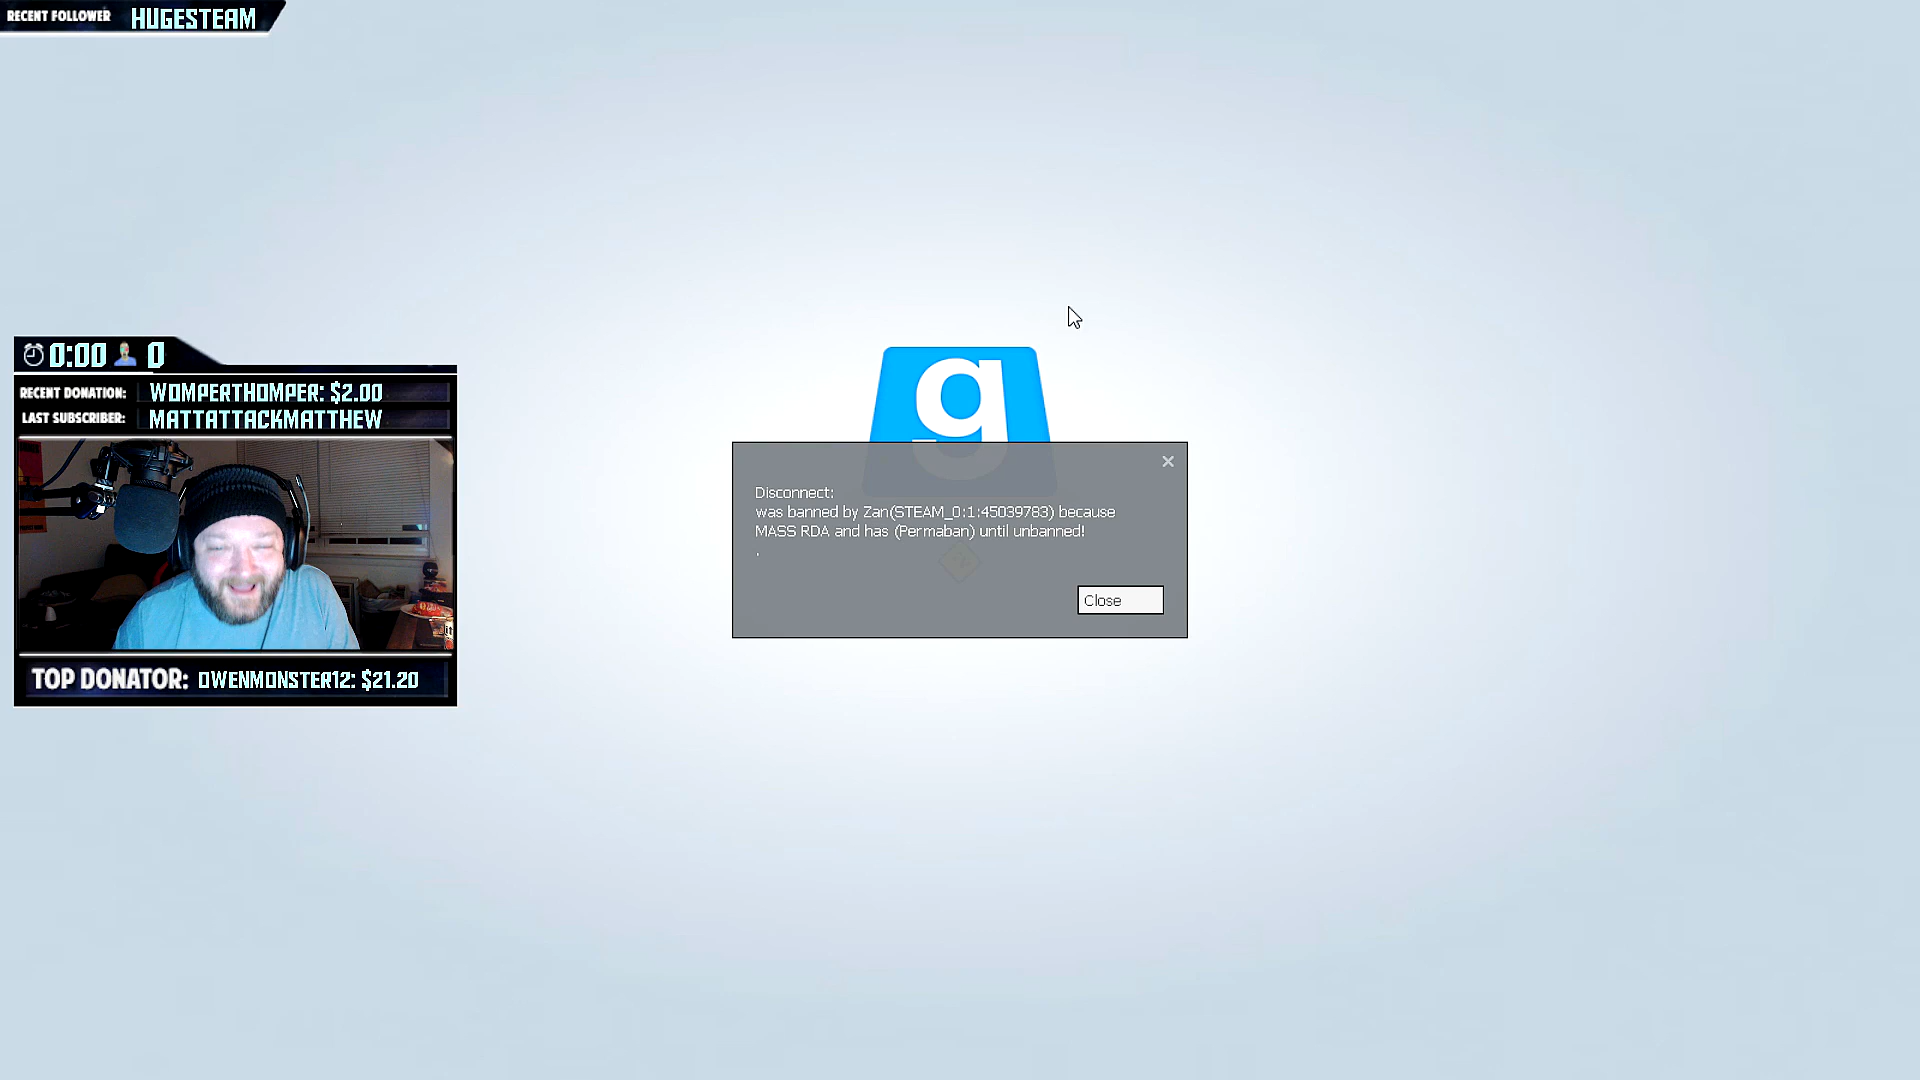 RECENT FOLLOWER HUGESTEAM
0:00 0
RECENT DONATION: WOMPERTHOMPER: $2.00
LAST SUBSCRIBER: MATTATTACKMATTHEW
TOP DONATOR: OWENMONSTER12: $21.20
g
Disconnect:
was banned by Zan(STEAM_0:1:45039783) because
MASS RDA and has (Permaban) until unbanned!
.
Close